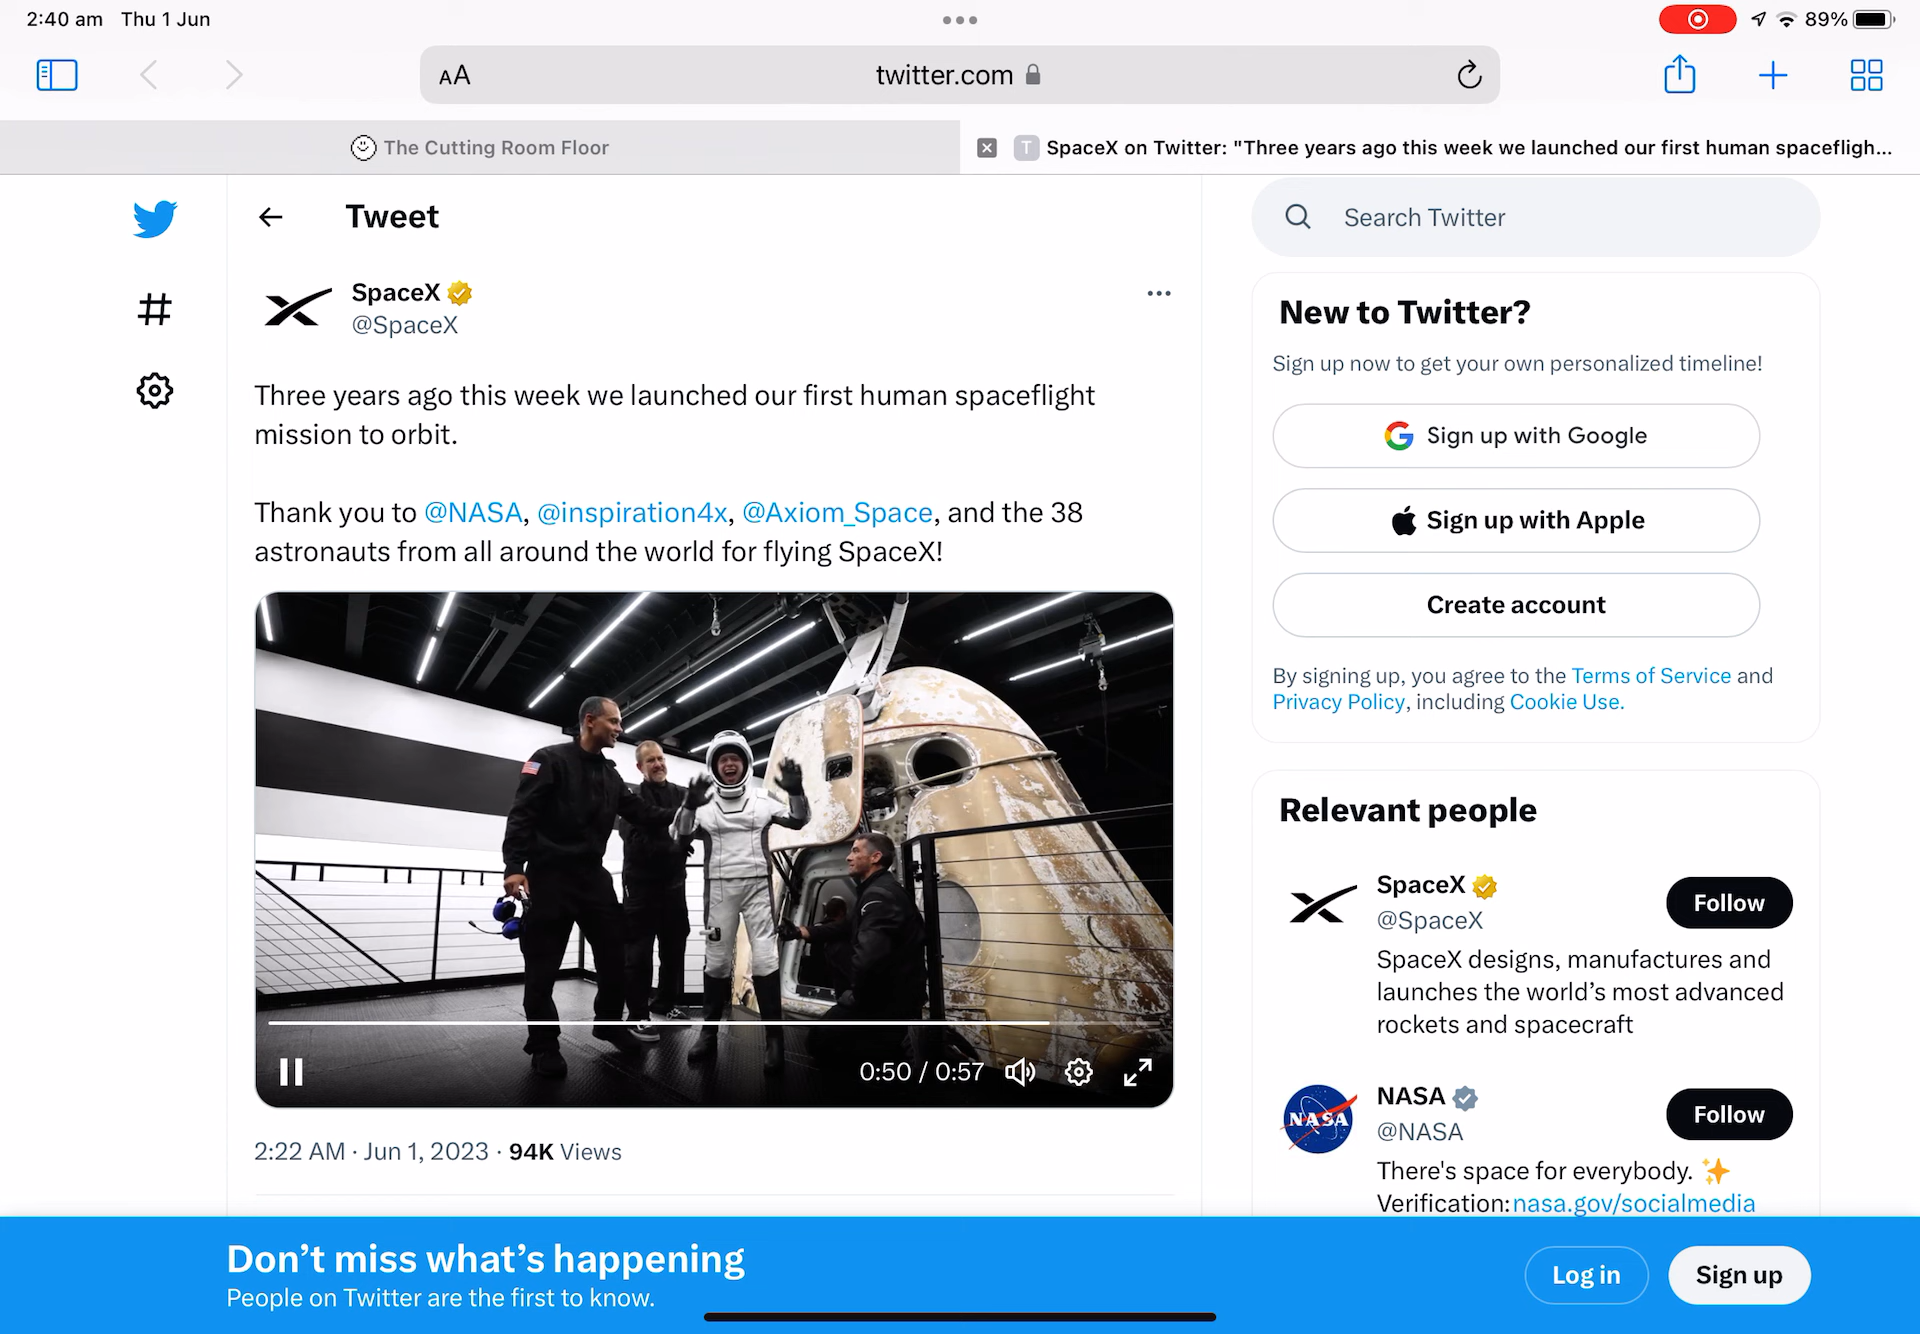 2:40 am Thu 1 Jun
89%
AA
twitter.com
The Cutting Room Floor
T SpaceX on Twitter: "Three years ago this week we launched our first human spacefligh...
Tweet
SpaceX
@SpaceX
Three years ago this week we launched our first human spaceflight
mission to orbit.
Thank you to @NASA, @inspiration4x, @Axiom_Space, and the 38
astronauts from all around the world for flying SpaceX!
0:50 / 0:57
2:22 AM · Jun 1, 2023 · 94K Views
Search Twitter
New to Twitter?
Sign up now to get your own personalized timeline!
Sign up with Google
Sign up with Apple
Create account
By signing up, you agree to the Terms of Service and
Privacy Policy, including Cookie Use.
Relevant people
SpaceX
@SpaceX
Follow
SpaceX designs, manufactures and
launches the world’s most advanced
rockets and spacecraft
NASA
NASA
@NASA
Follow
There's space for everybody. ✨
Verification: nasa.gov/socialmedia
Don’t miss what’s happening
People on Twitter are the first to know.
Log in
Sign up